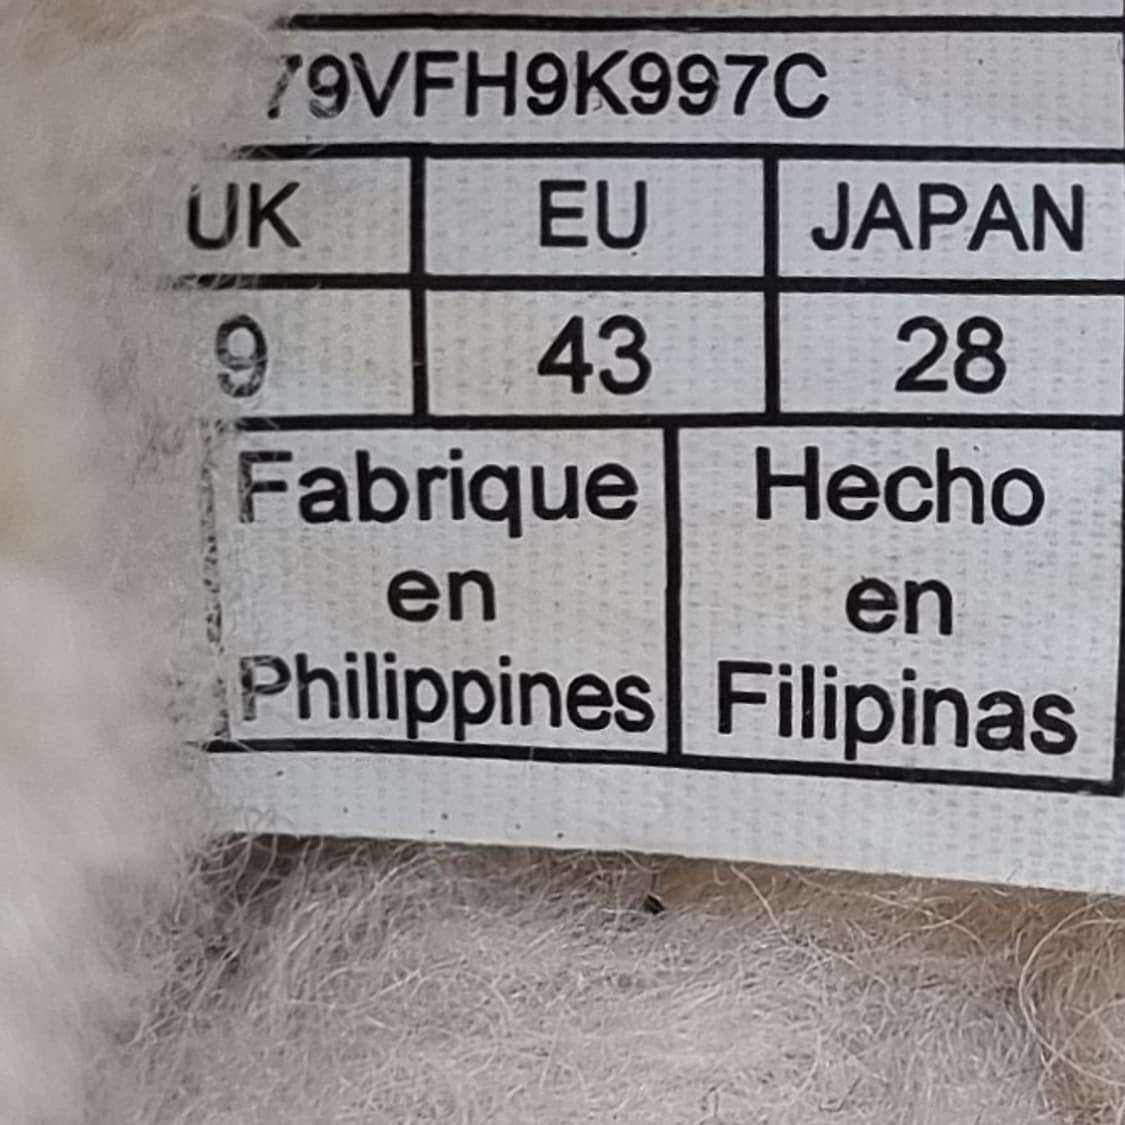 79VFH9K997C
UK EU JAPAN
9 43 28
Fabrique Hecho
en en
Philippines Filipinas